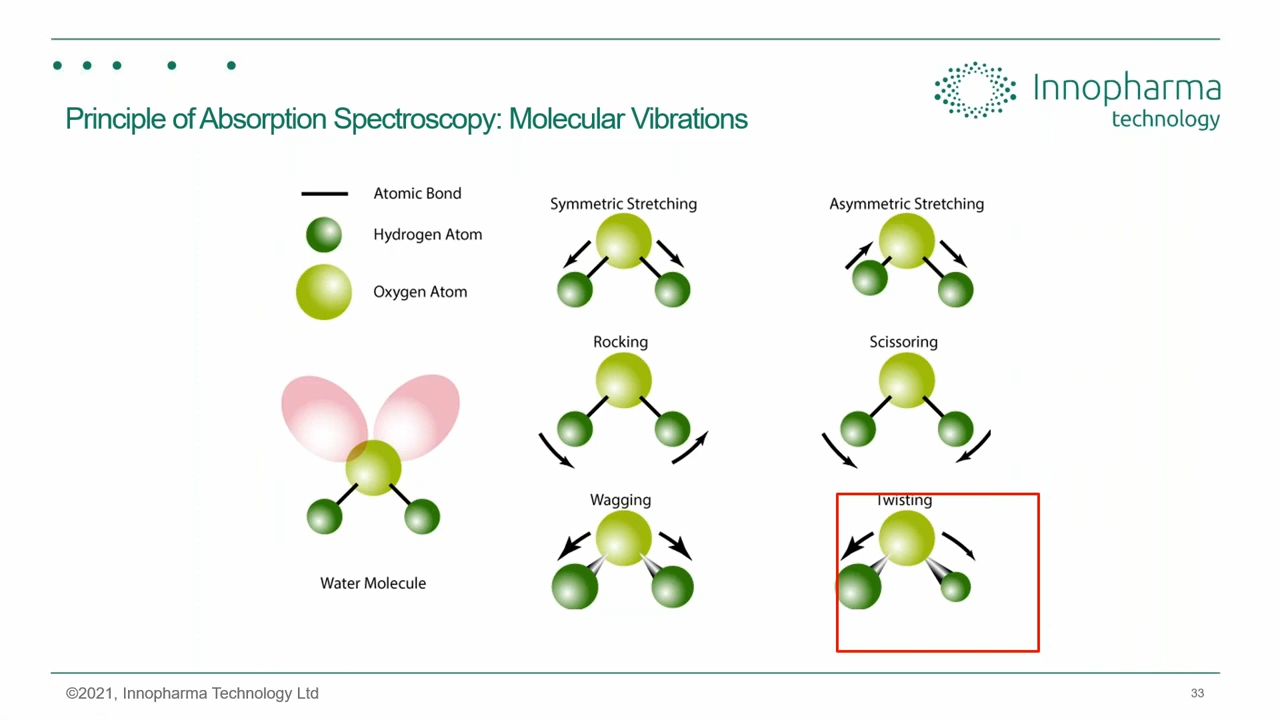 Innopharma
technology
Principle of Absorption Spectroscopy: Molecular Vibrations
Atomic Bond
Hydrogen Atom
Oxygen Atom
Water Molecule
Symmetric Stretching
Asymmetric Stretching
Rocking
Scissoring
Wagging
Twisting
©2021, Innopharma Technology Ltd
33